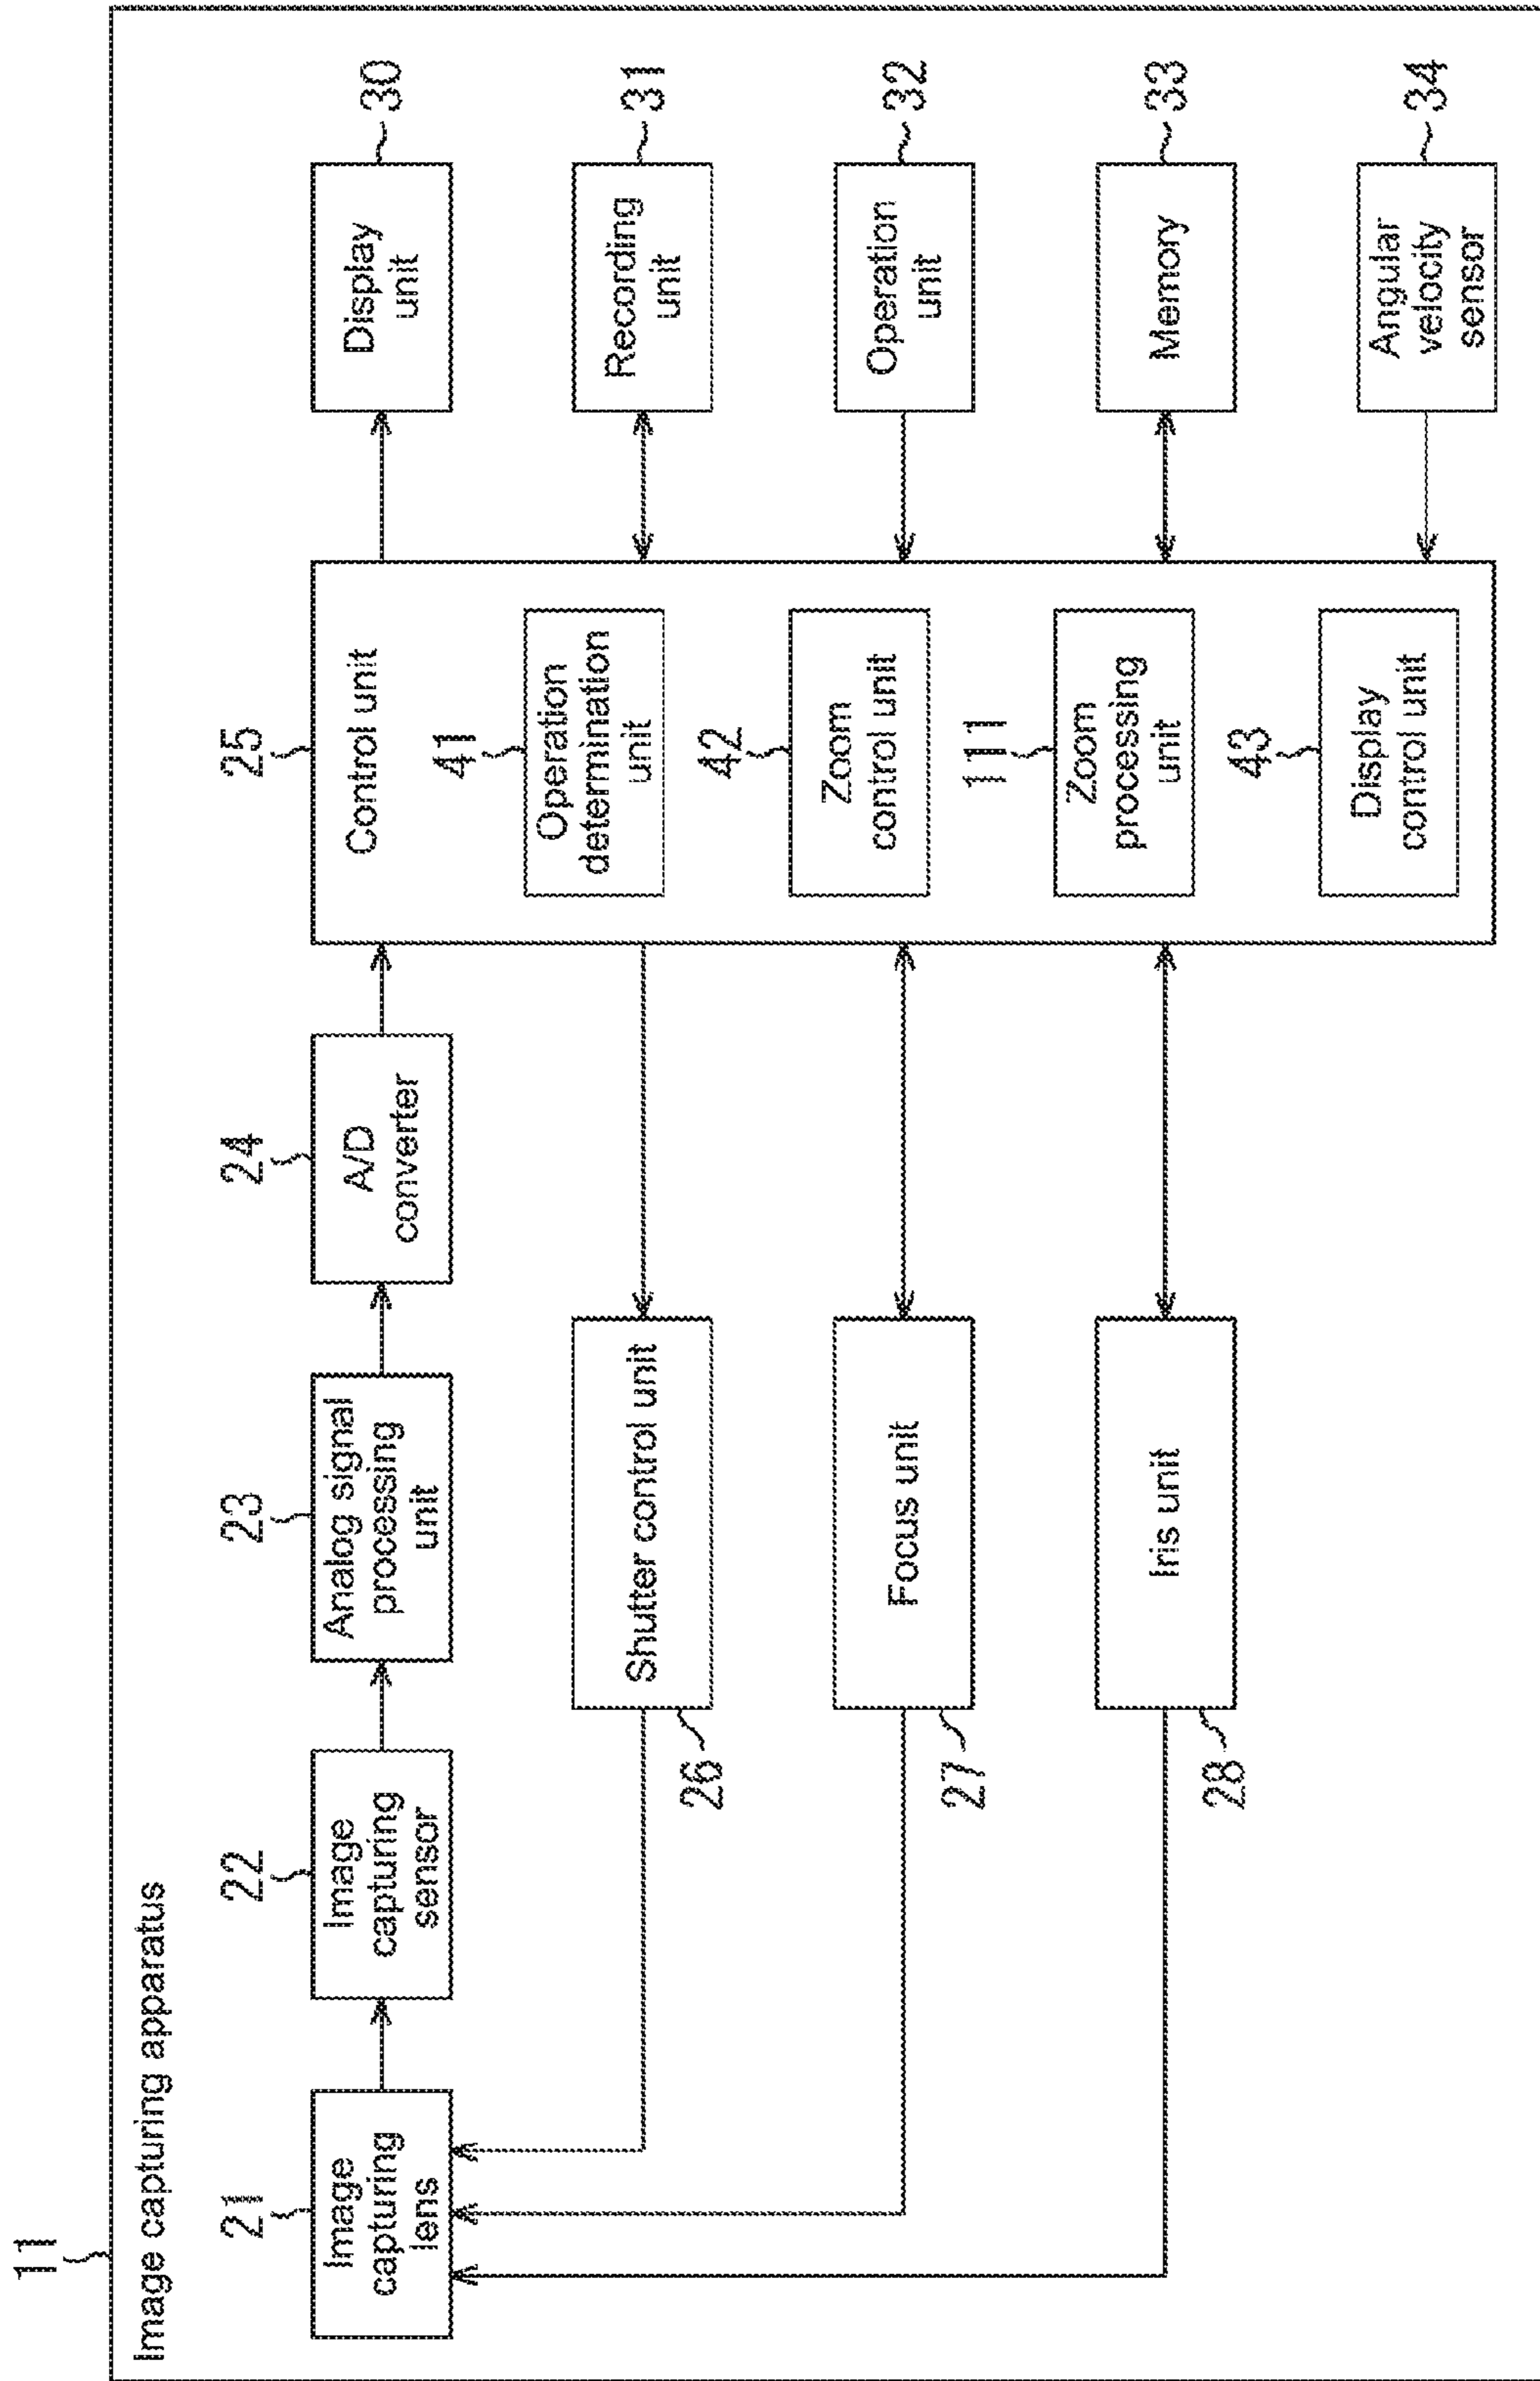 11
Image capturing apparatus
21
Image
capturing
lens
22
Image
capturing
sensor
23
Analog signal
processing
unit
24
A/D
converter
25
Control unit
41
Operation
determination
unit
42
Zoom
control unit
111
Zoom
processing
unit
43
Display
control unit
26
Shutter control unit
27
Focus unit
28
Iris unit
Display
unit
30
Recording
unit
31
Operation
unit
32
Memory
33
Angular
velocity
sensor
34